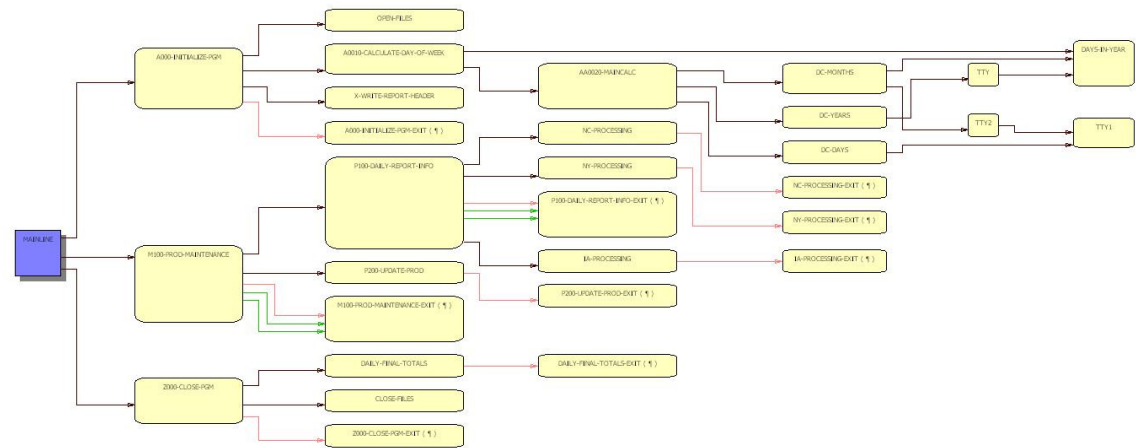 OPEN-FILES
A000-INITIALIZE-PGM
A0010-CALCULATE-DAY-OF-WEEK
DAYS-IN-YEAR
AA0020-MAINCALC
DC-MONTHS
TTY
X-WRITE-REPORT-HEADER
DC-YEARS
A000-INITIALIZE-PGM-EXIT ( ¶ )
NC-PROCESSING
TTY2
TTY1
DC-DAYS
P100-DAILY-REPORT-INFO
NY-PROCESSING
NC-PROCESSING-EXIT ( ¶ )
P100-DAILY-REPORT-INFO-EXIT ( ¶ )
NY-PROCESSING-EXIT ( ¶ )
MAINLINE
M100-PROD-MAINTENANCE
IA-PROCESSING
IA-PROCESSING-EXIT ( ¶ )
P200-UPDATE-PROD
P200-UPDATE-PROD-EXIT ( ¶ )
M100-PROD-MAINTENANCE-EXIT ( ¶ )
DAILY-FINAL-TOTALS
DAILY-FINAL-TOTALS-EXIT ( ¶ )
Z000-CLOSE-PGM
CLOSE-FILES
Z000-CLOSE-PGM-EXIT ( ¶ )